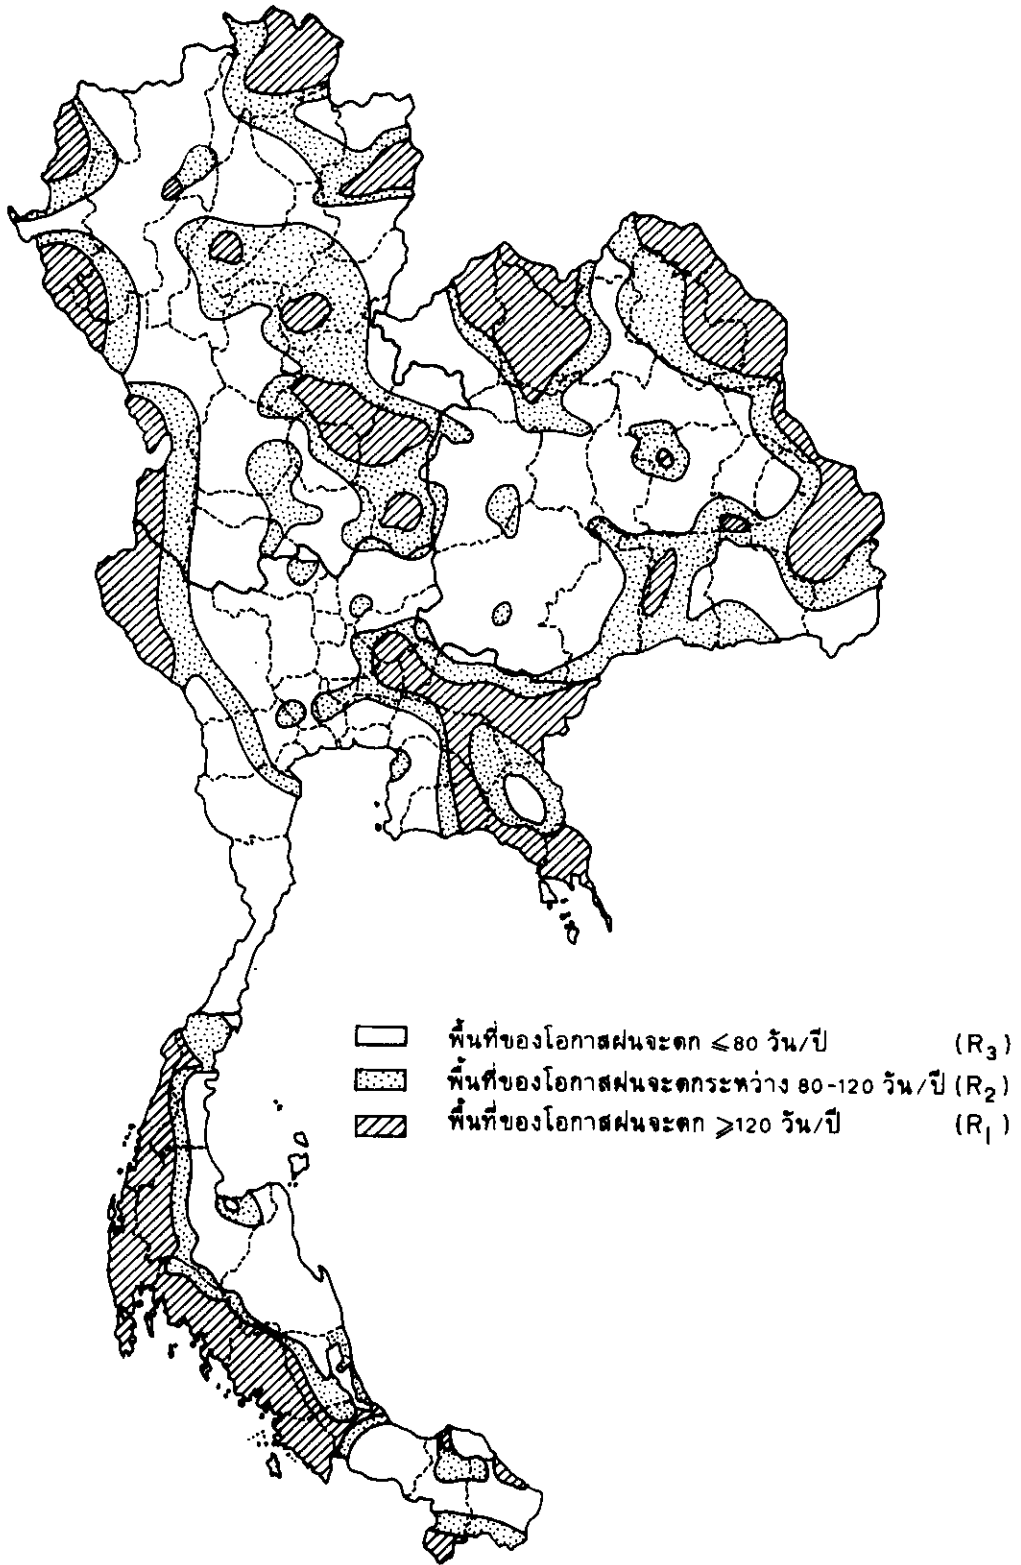 พื้นที่ของโอกาสฝนจะตก ≤80 วัน/ปี (R₃)
พื้นที่ของโอกาสฝนจะตกระหว่าง 80-120 วัน/ปี (R₂)
พื้นที่ของโอกาสฝนจะตก ≥120 วัน/ปี (R₁)